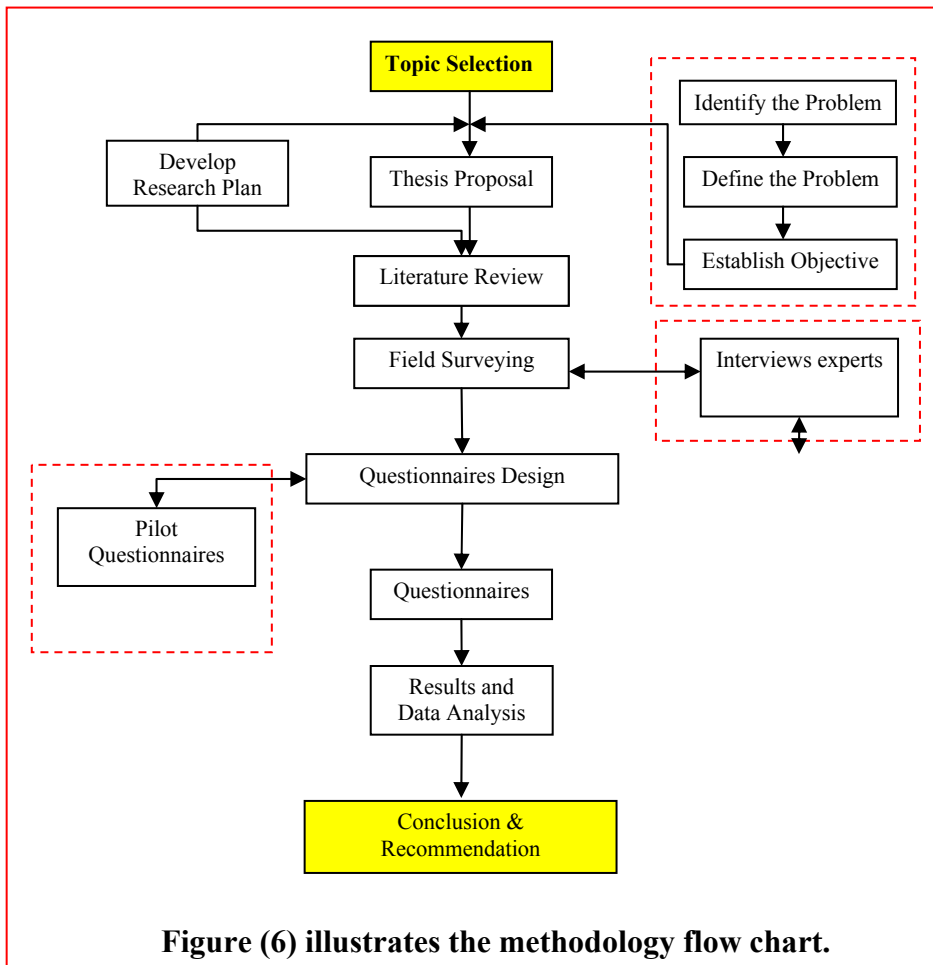 Topic Selection
Identify the Problem
Develop
Research Plan
Thesis Proposal
Define the Problem
Establish Objective
Literature Review
Field Surveying
Interviews experts
Questionnaires Design
Pilot
Questionnaires
Questionnaires
Results and
Data Analysis
Conclusion &
Recommendation
Figure (6) illustrates the methodology flow chart.